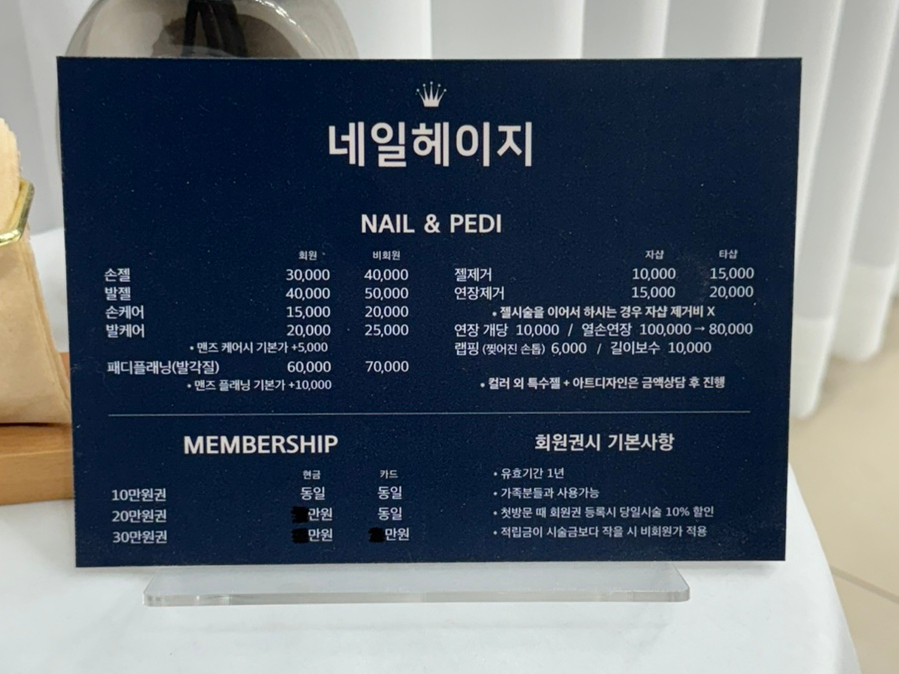 네일헤이지
NAIL & PEDI
회원 비회원
손젤 30,000 40,000
발젤 40,000 50,000
손케어 15,000 20,000
발케어 20,000 25,000
• 맨즈 케어시 기본가 +5,000
패디플래닝(발각질) 60,000 70,000
• 맨즈 플래닝 기본가 +10,000
자샵 타샵
젤제거 10,000 15,000
연장제거 15,000 20,000
• 젤시술을 이어서 하시는 경우 자샵 제거비 X
연장 개당 10,000 / 열손연장 100,000 → 80,000
랩핑 (찢어진 손톱) 6,000 / 길이보수 10,000
• 컬러 외 특수젤 + 아트디자인은 금액상담 후 진행
MEMBERSHIP
현금 카드
10만원권 동일 동일
20만원권 만원 동일
30만원권 만원 만원
회원권시 기본사항
• 유효기간 1년
• 가족분들과 사용가능
• 첫방문 때 회원권 등록시 당일시술 10% 할인
• 적립금이 시술금보다 작을 시 비회원가 적용